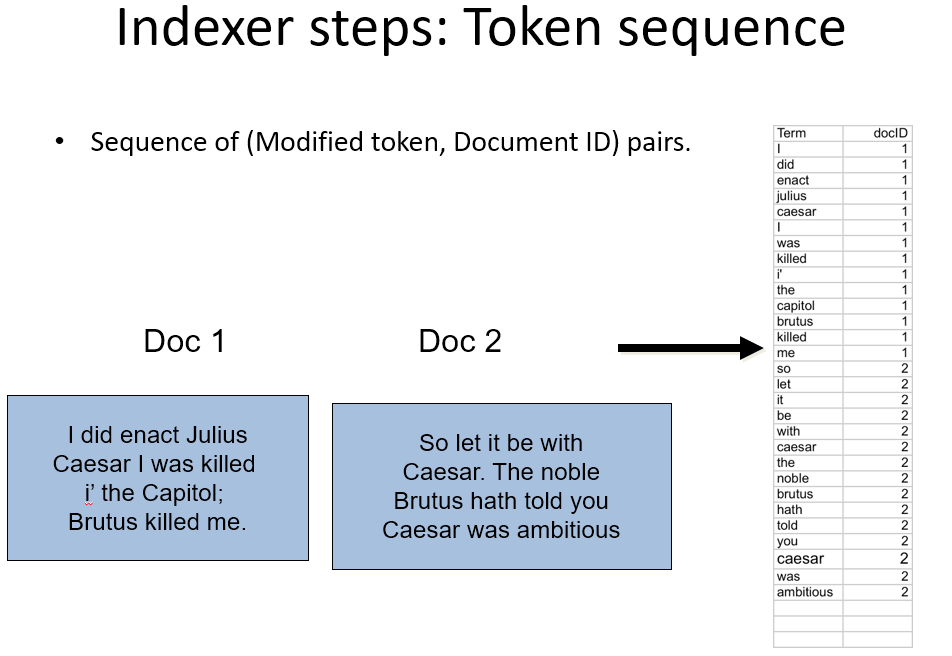 Indexer steps: Token sequence
• Sequence of (Modified token, Document ID) pairs.
Doc 1
I did enact Julius
Caesar I was killed
i’ the Capitol;
Brutus killed me.
Doc 2
So let it be with
Caesar. The noble
Brutus hath told you
Caesar was ambitious
Term docID
I 1
did 1
enact 1
julius 1
caesar 1
I 1
was 1
killed 1
i' 1
the 1
capitol 1
brutus 1
killed 1
me 1
so 2
let 2
it 2
be 2
with 2
caesar 2
the 2
noble 2
brutus 2
hath 2
told 2
you 2
caesar 2
was 2
ambitious 2